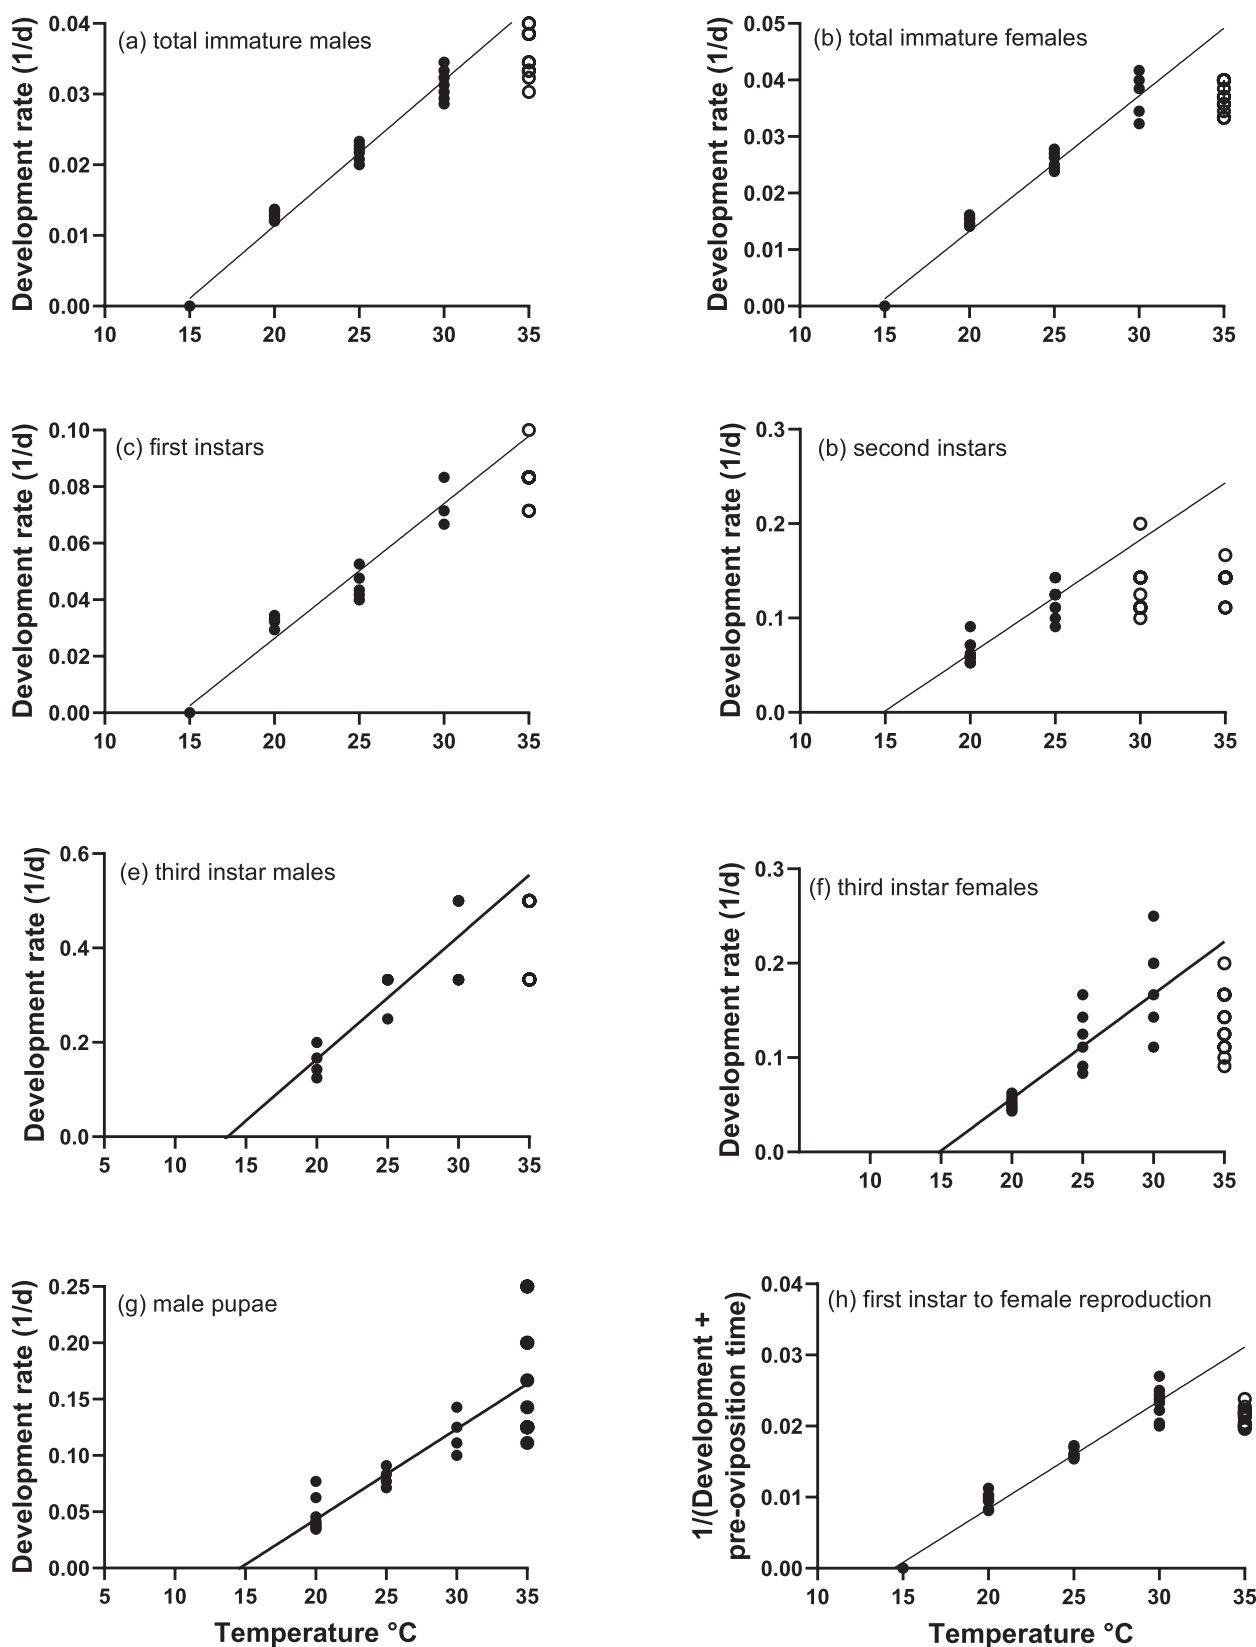 (a) total immature males
Development rate (1/d)
0.04
0.03
0.02
0.01
0.00
10 15 20 25 30 35
(b) total immature females
Development rate (1/d)
0.05
0.04
0.03
0.02
0.01
0.00
10 15 20 25 30 35
(c) first instars
Development rate (1/d)
0.10
0.08
0.06
0.04
0.02
0.00
10 15 20 25 30 35
(b) second instars
Development rate (1/d)
0.3
0.2
0.1
0.0
10 15 20 25 30 35
(e) third instar males
Development rate (1/d)
0.6
0.4
0.2
0.0
5 10 15 20 25 30 35
(f) third instar females
Development rate (1/d)
0.3
0.2
0.1
0.0
10 15 20 25 30 35
(g) male pupae
Development rate (1/d)
0.25
0.20
0.15
0.10
0.05
0.00
5 10 15 20 25 30 35
Temperature °C
(h) first instar to female reproduction
1/(Development +
pre-oviposition time)
0.04
0.03
0.02
0.01
0.00
10 15 20 25 30 35
Temperature °C